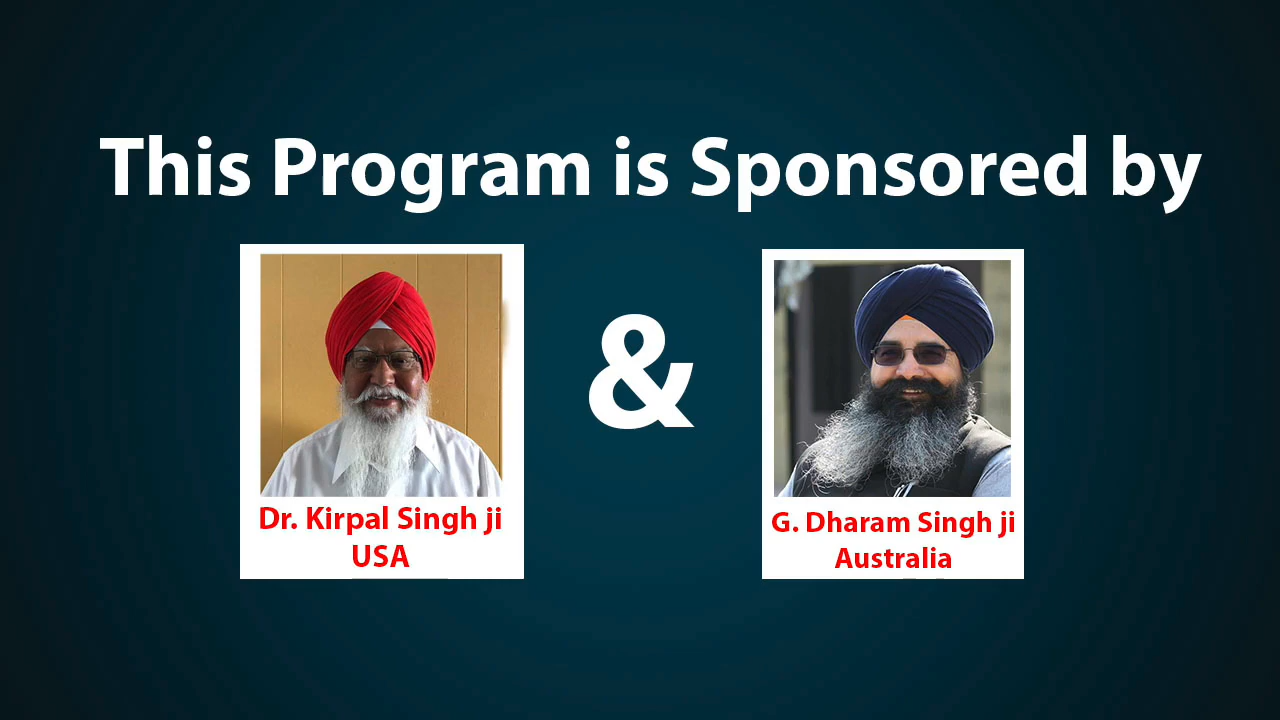 This Program is Sponsored by
&
Dr. Kirpal Singh ji
USA
G. Dharam Singh ji
Australia